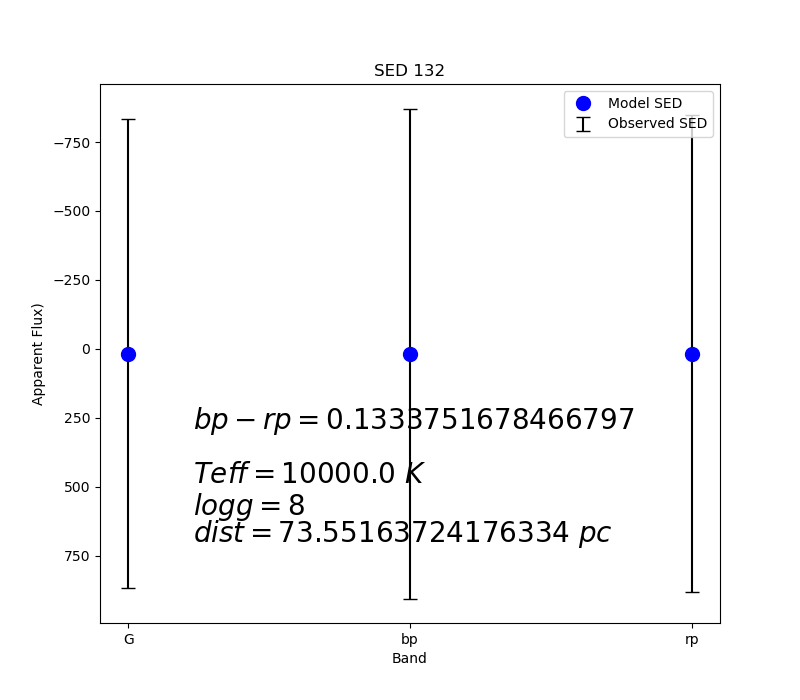 SED 132
Model SED
Observed SED
−750
−500
−250
0
250
500
750
Apparent Flux)
bp − rp = 0.1333751678466797
Teff = 10000.0 K
logg = 8
dist = 73.55163724176334 pc
G
bp
rp
Band